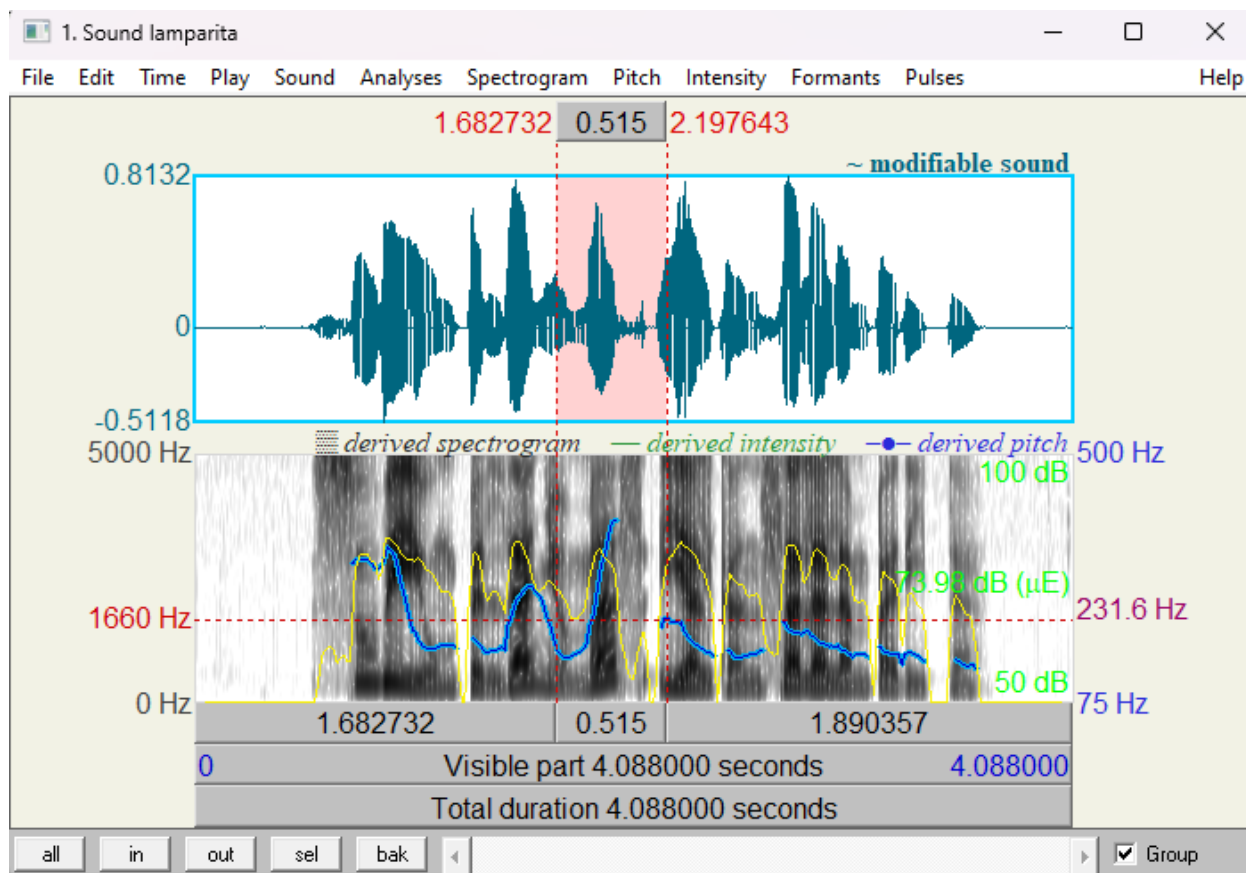 1. Sound lamparita
File Edit Time Play Sound Analyses Spectrogram Pitch Intensity Formants Pulses Help
1.682732 0.515 2.197643
0.8132 ~ modifiable sound
0
-0.5118
derived spectrogram derived intensity derived pitch
5000 Hz 500 Hz
100 dB
73.98 dB (µE)
1660 Hz 231.6 Hz
50 dB
0 Hz 75 Hz
1.682732 0.515 1.890357
0 Visible part 4.088000 seconds 4.088000
Total duration 4.088000 seconds
all in out sel bak Group